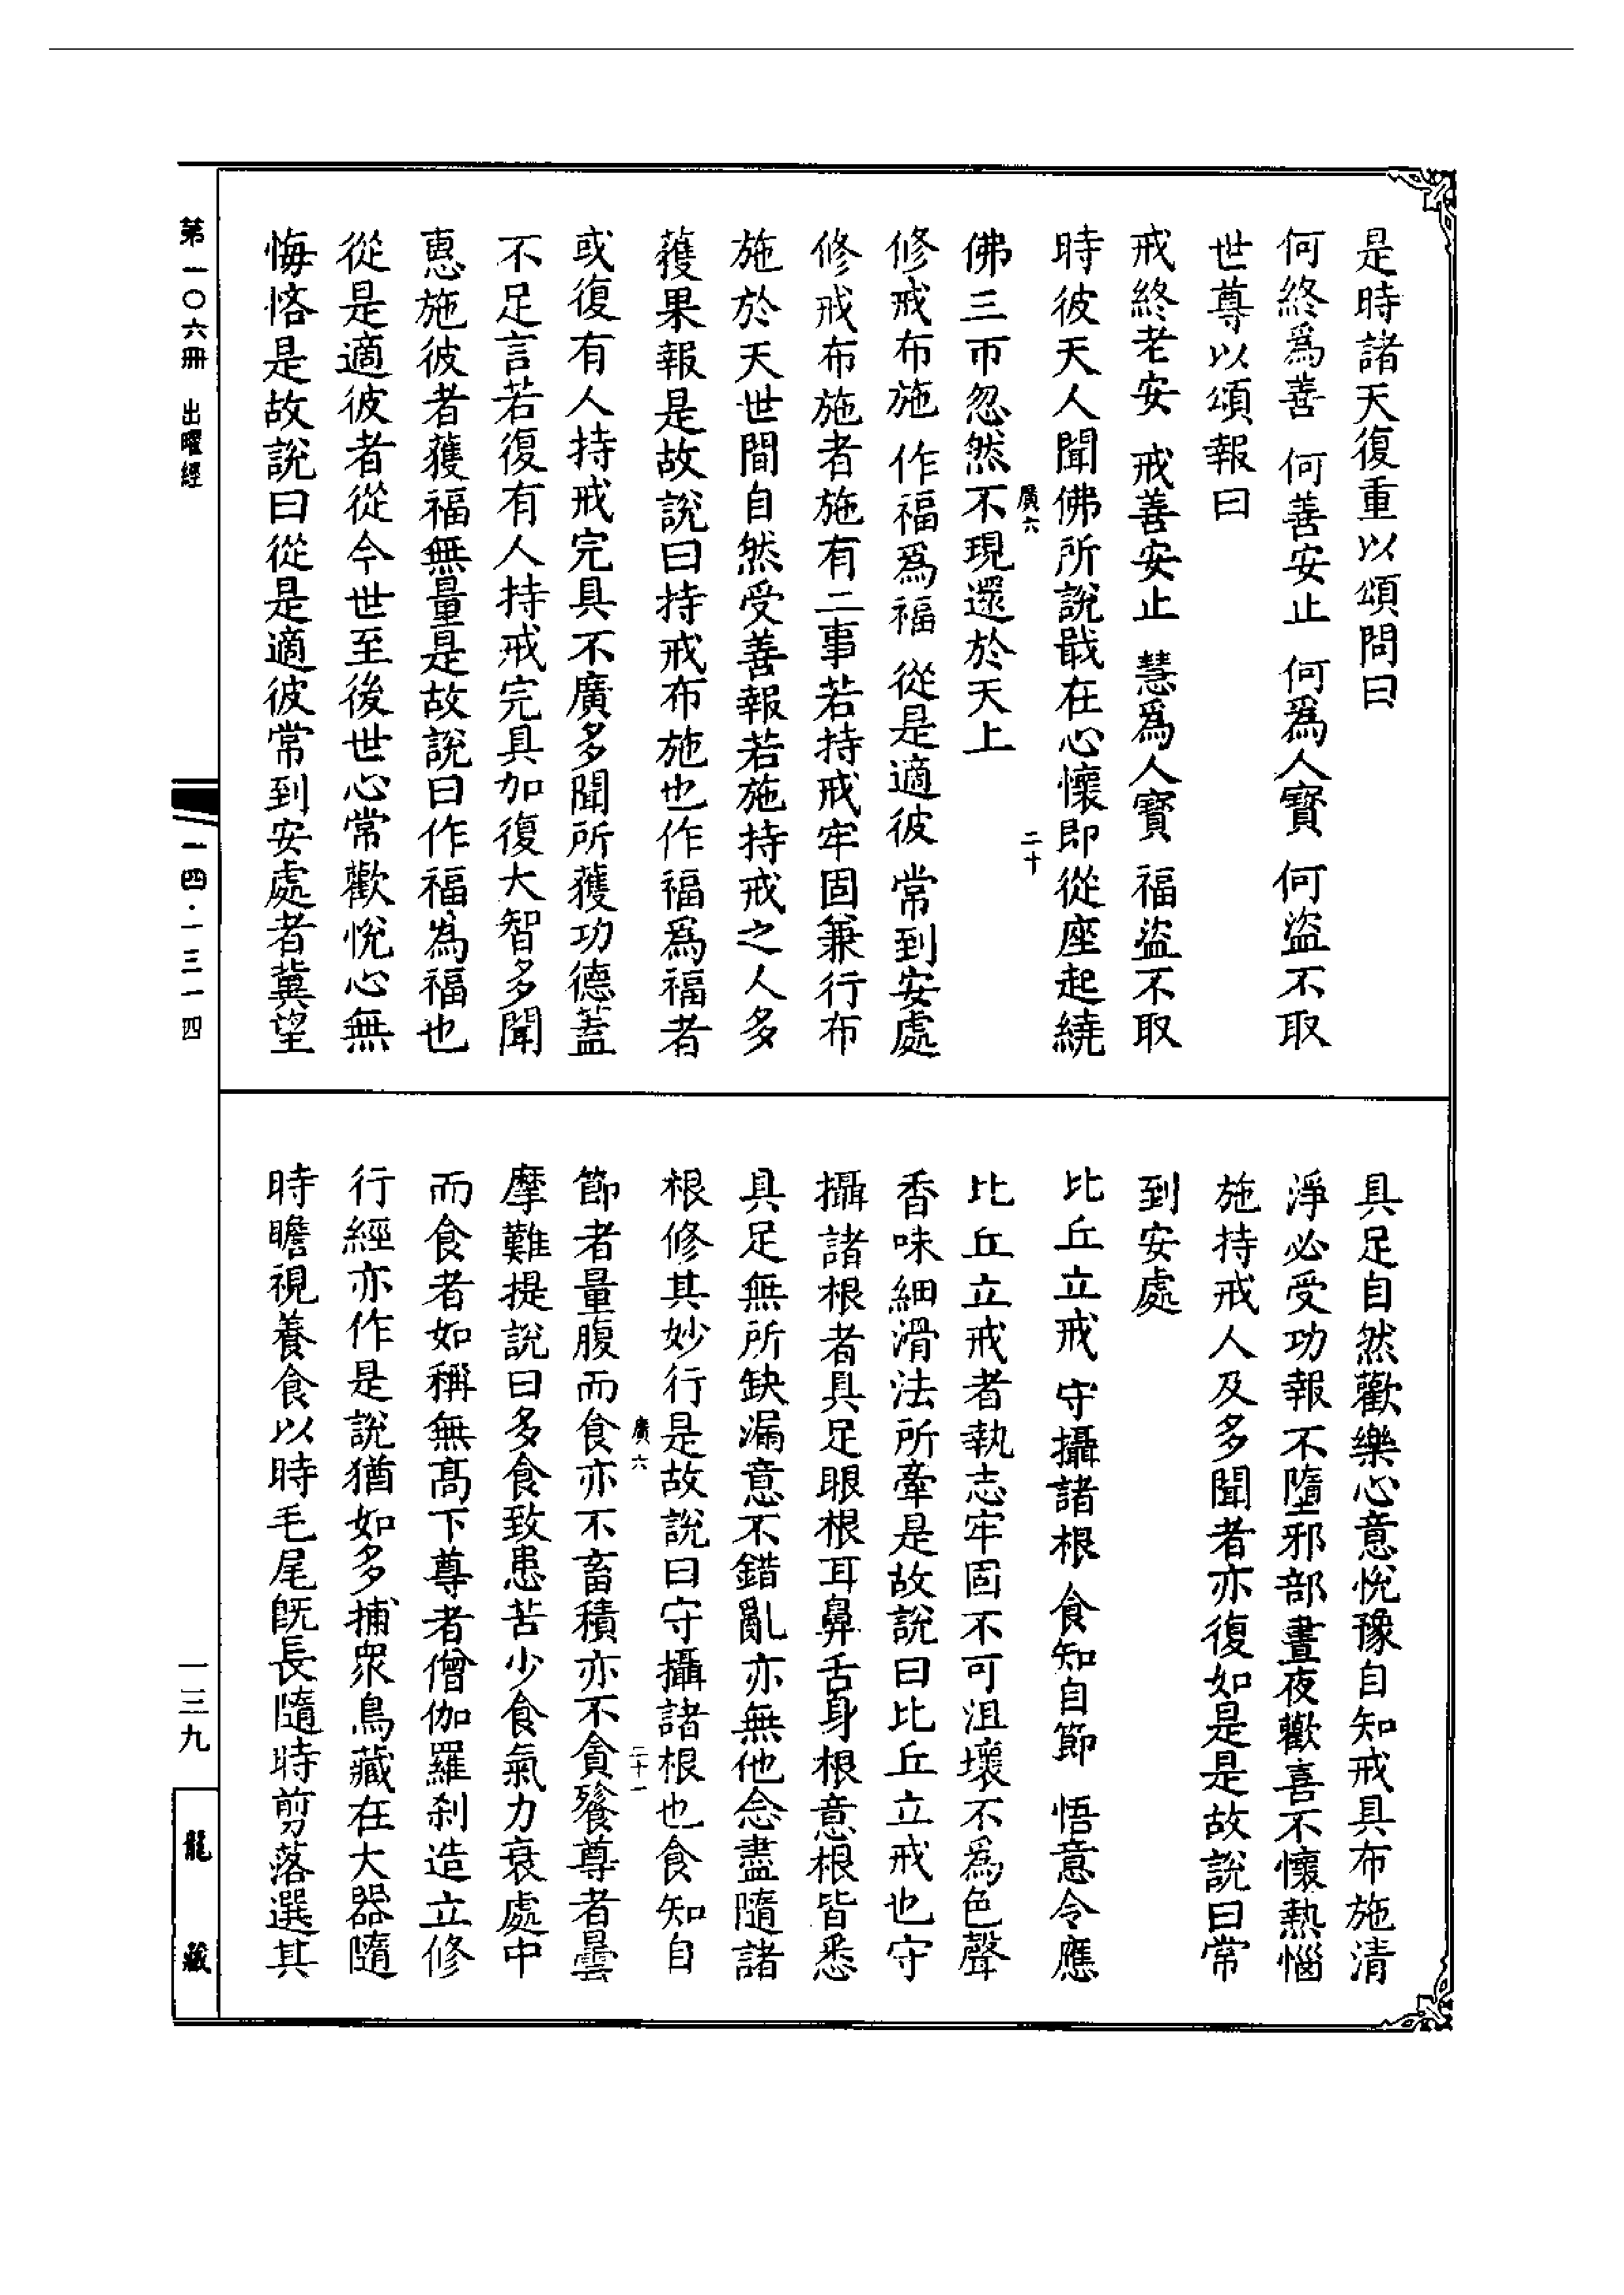 是時諸天復重以頌問曰
何終爲善　何善安止　何爲人寶　何盜不取
世尊以頌報曰
戒終老安　戒善安止　慧爲人寶　福盜不取
時彼天人聞佛所說戢在心懷即從座起繞
廣六
二十
佛三帀忽然不現還於天上
修戒布施　作福爲福　從是適彼　常到安處
修戒布施者施有二事若持戒牢固兼行布
施於天世間自然受善報若施持戒之人多
獲果報是故說曰持戒布施也作福爲福者
或復有人持戒完具不廣多聞所獲功德蓋
不足言若復有人持戒完具加復大智多聞
惠施彼者獲福無量是故說曰作福為福也
從是適彼者從今世至後世心常歡悅心無
悔恡是故說曰從是適彼常到安處者冀望
具足自然歡樂心意悅豫自知戒具布施清
淨必受功報不墮邪部晝夜歡喜不懷熱惱
施持戒人及多聞者亦復如是是故說曰常
到安處
比丘立戒　守攝諸根　食知自節　悟意令應
比丘立戒者執志牢固不可沮壞不爲色聲
香味細滑法所牽是故說曰比丘立戒也守
攝諸根者具足眼根耳鼻舌身根意根皆悉
具足無所缺漏意不錯亂亦無他念盡隨諸
根修其妙行是故說曰守攝諸根也食知自
廣六
二十一
節者量腹而食亦不畜積亦不貪餮尊者曇
摩難提說曰多食致患苦少食氣力衰處中
而食者如稱無高下尊者僧伽羅剎造立修
行經亦作是說猶如多捕眾鳥藏在大器隨
時瞻視養食以時毛尾旣長隨時剪落選其
第一〇六冊　出曜經
一四·一三一四
一三九
龍藏